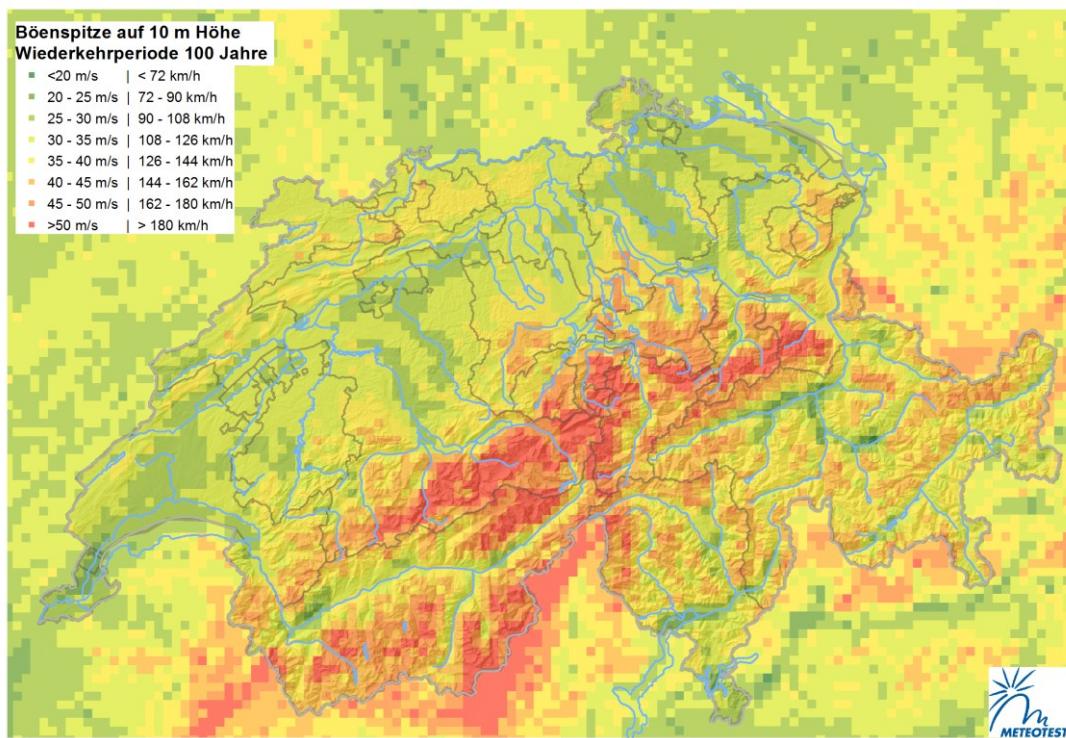 Böenspitze auf 10 m Höhe
Wiederkehrperiode 100 Jahre
<20 m/s | < 72 km/h
20 - 25 m/s | 72 - 90 km/h
25 - 30 m/s | 90 - 108 km/h
30 - 35 m/s | 108 - 126 km/h
35 - 40 m/s | 126 - 144 km/h
40 - 45 m/s | 144 - 162 km/h
45 - 50 m/s | 162 - 180 km/h
>50 m/s | > 180 km/h
METEOTEST